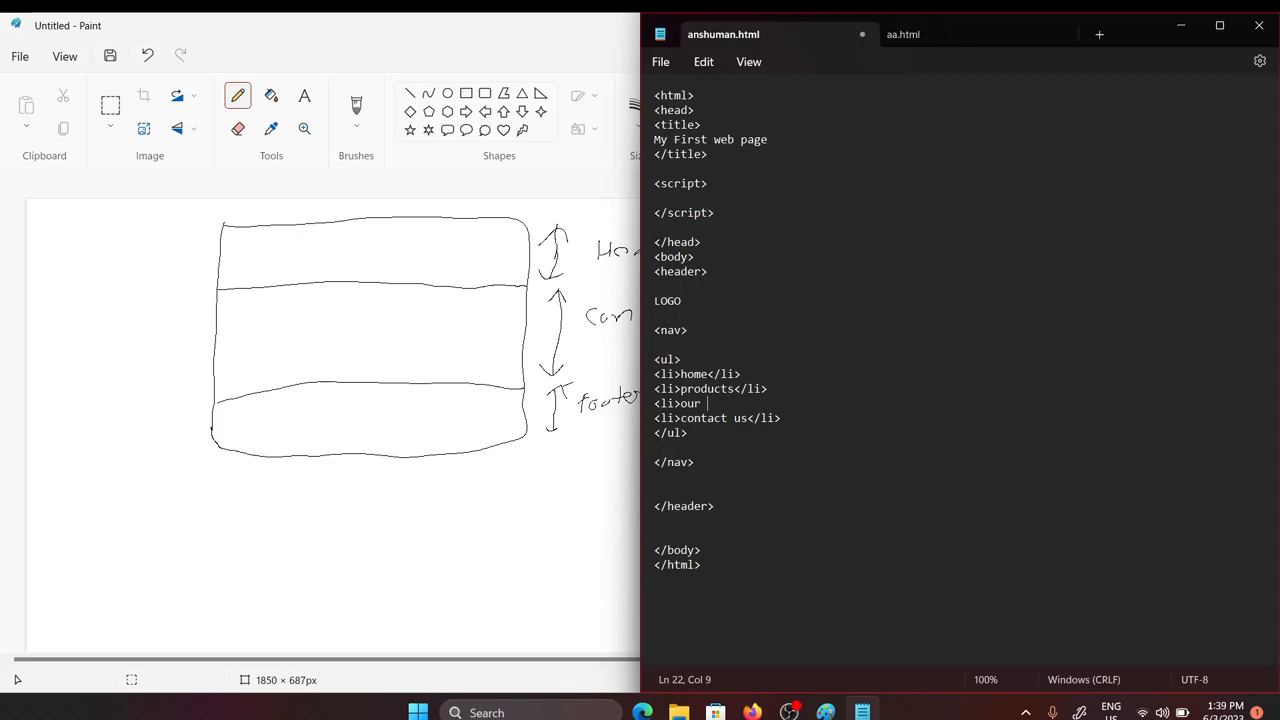 Untitled - Paint
File View
Clipboard
Image
Tools
Brushes
Shapes
Footer
1850 × 687px
anshuman.html
aa.html
File Edit View
<html>
<head>
<title>
My First web page
</title>
<script>
</script>
</head>
<body>
<header>
LOGO
<nav>
<ul>
<li>home</li>
<li>products</li>
<li>our
<li>contact us</li>
</ul>
</nav>
</header>
</body>
</html>
Ln 22, Col 9
100%
Windows (CRLF)
UTF-8
Search
ENG
1:39 PM